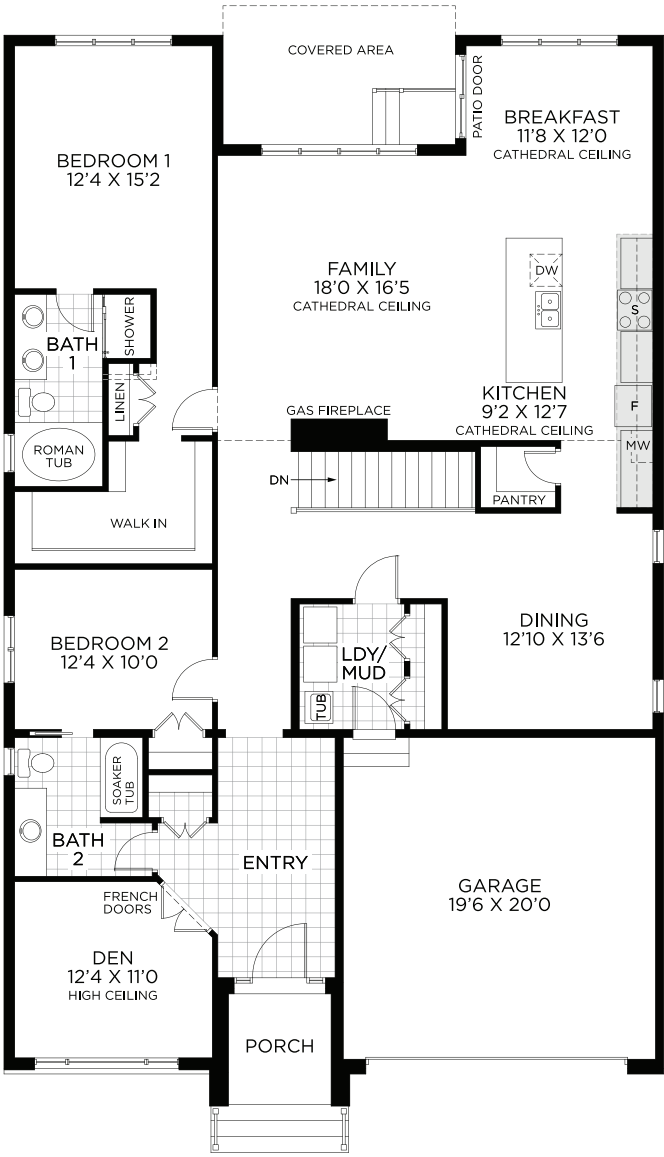 COVERED AREA
PATIO DOOR
BREAKFAST
11'8 X 12'0
CATHEDRAL CEILING
BEDROOM 1
12'4 X 15'2
FAMILY
18'0 X 16'5
CATHEDRAL CEILING
DW
S
SHOWER
BATH
1
LINEN
KITCHEN
9'2 X 12'7
CATHEDRAL CEILING
F
GAS FIREPLACE
MW
ROMAN
TUB
DN
PANTRY
WALK IN
DINING
12'10 X 13'6
BEDROOM 2
12'4 X 10'0
LDY/
MUD
TUB
SOAKER
TUB
BATH
2
ENTRY
GARAGE
19'6 X 20'0
FRENCH
DOORS
DEN
12'4 X 11'0
HIGH CEILING
PORCH